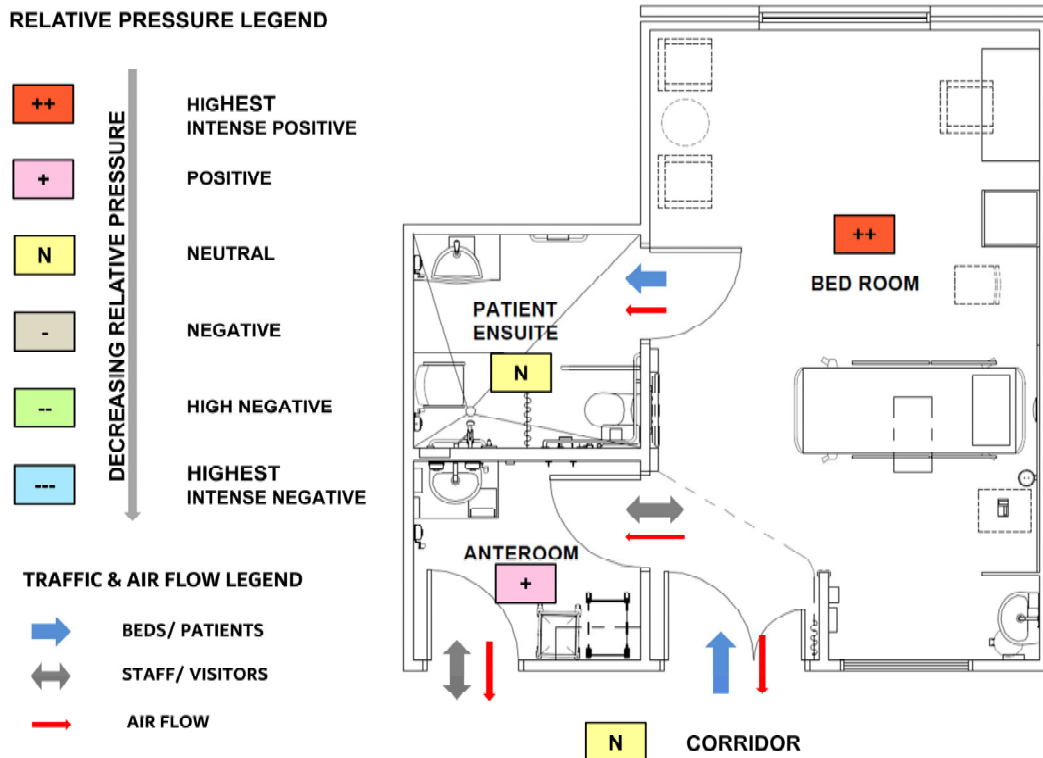 RELATIVE PRESSURE LEGEND
DECREASING RELATIVE PRESSURE
++
HIGHEST
INTENSE POSITIVE
+
POSITIVE
N
NEUTRAL
-
NEGATIVE
--
HIGH NEGATIVE
---
HIGHEST
INTENSE NEGATIVE
TRAFFIC & AIR FLOW LEGEND
BEDS/ PATIENTS
STAFF/ VISITORS
AIR FLOW
++
BED ROOM
PATIENT
ENSUITE
N
ANTEROOM
+
N
CORRIDOR